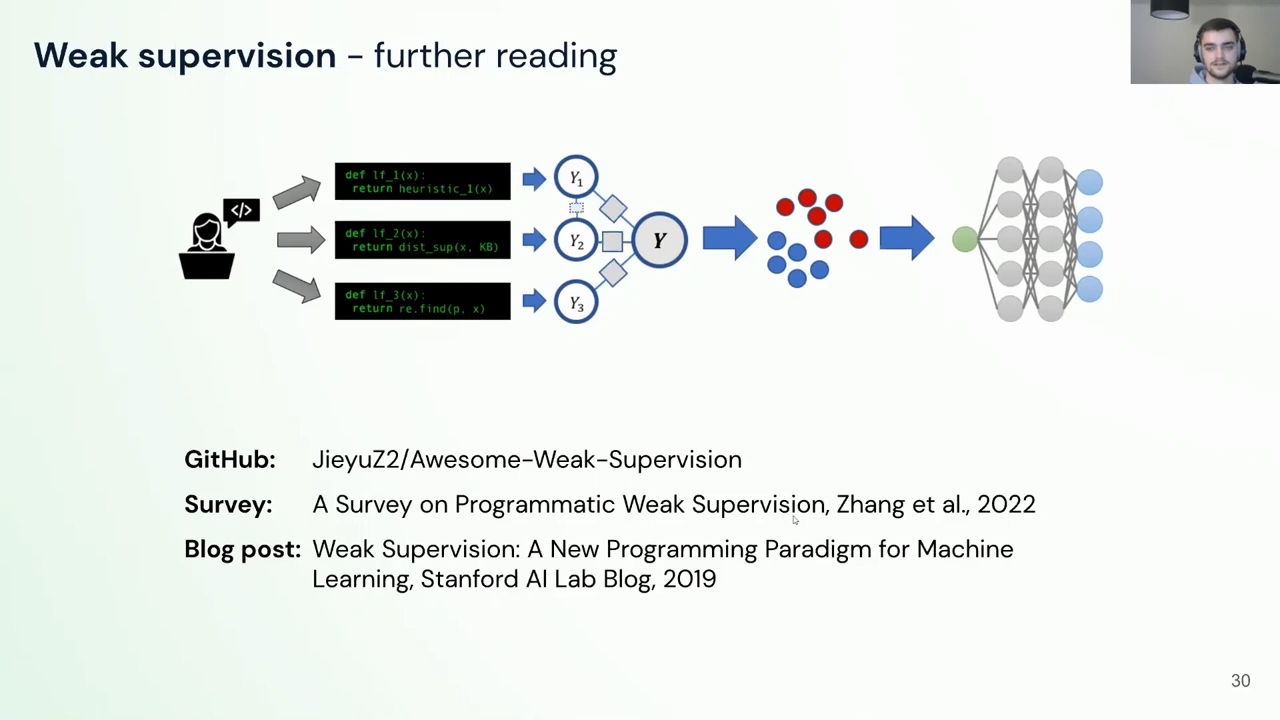 Weak supervision - further reading
</>
def lf_1(x):
return heuristic_1(x)
def lf_2(x):
return dist_sup(x, KB)
def lf_3(x):
return re.find(p, x)
Y1
Y2
Y3
Y
GitHub: JieyuZ2/Awesome-Weak-Supervision
Survey: A Survey on Programmatic Weak Supervision, Zhang et al., 2022
Blog post: Weak Supervision: A New Programming Paradigm for Machine
Learning, Stanford AI Lab Blog, 2019
30